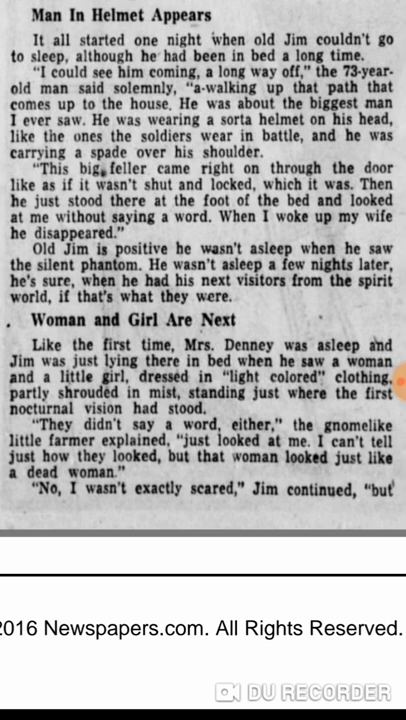 Man In Helmet Appears
It all started one night when old Jim couldn't go
to sleep, although he had been in bed a long time.
"I could see him coming, a long way off," the 73-year-
old man said solemnly, "a-walking up that path that
comes up to the house. He was about the biggest man
I ever saw. He was wearing a sorta helmet on his head,
like the ones the soldiers wear in battle, and he was
carrying a spade over his shoulder.
"This big feller came right on through the door
like as if it wasn't shut and locked, which it was. Then
he just stood there at the foot of the bed and looked
at me without saying a word. When I woke up my wife
he disappeared."
Old Jim is positive he wasn't asleep when he saw
the silent phantom. He wasn't asleep a few nights later,
he's sure, when he had his next visitors from the spirit
world, if that's what they were.
Woman and Girl Are Next
Like the first time, Mrs. Denney was asleep and
Jim was just lying there in bed when he saw a woman
and a little girl, dressed in "light colored" clothing,
partly shrouded in mist, standing just where the first
nocturnal vision had stood.
"They didn't say a word, either," the gnomelike
little farmer explained, "just looked at me. I can't tell
just how they looked, but that woman looked just like
a dead woman."
"No, I wasn't exactly scared," Jim continued, "but
2016 Newspapers.com. All Rights Reserved.
DU RECORDER